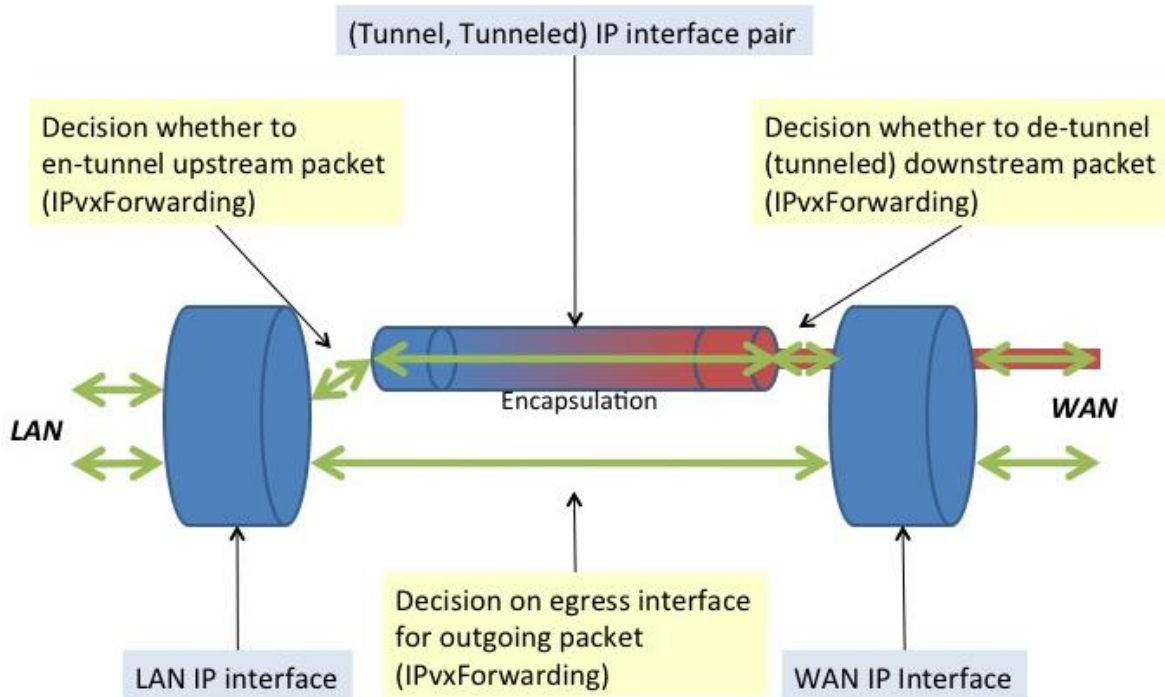 (Tunnel, Tunneled) IP interface pair
Decision whether to
en-tunnel upstream packet
(IPvxForwarding)
Decision whether to de-tunnel
(tunneled) downstream packet
(IPvxForwarding)
Encapsulation
LAN
WAN
Decision on egress interface
for outgoing packet
(IPvxForwarding)
LAN IP interface
WAN IP Interface